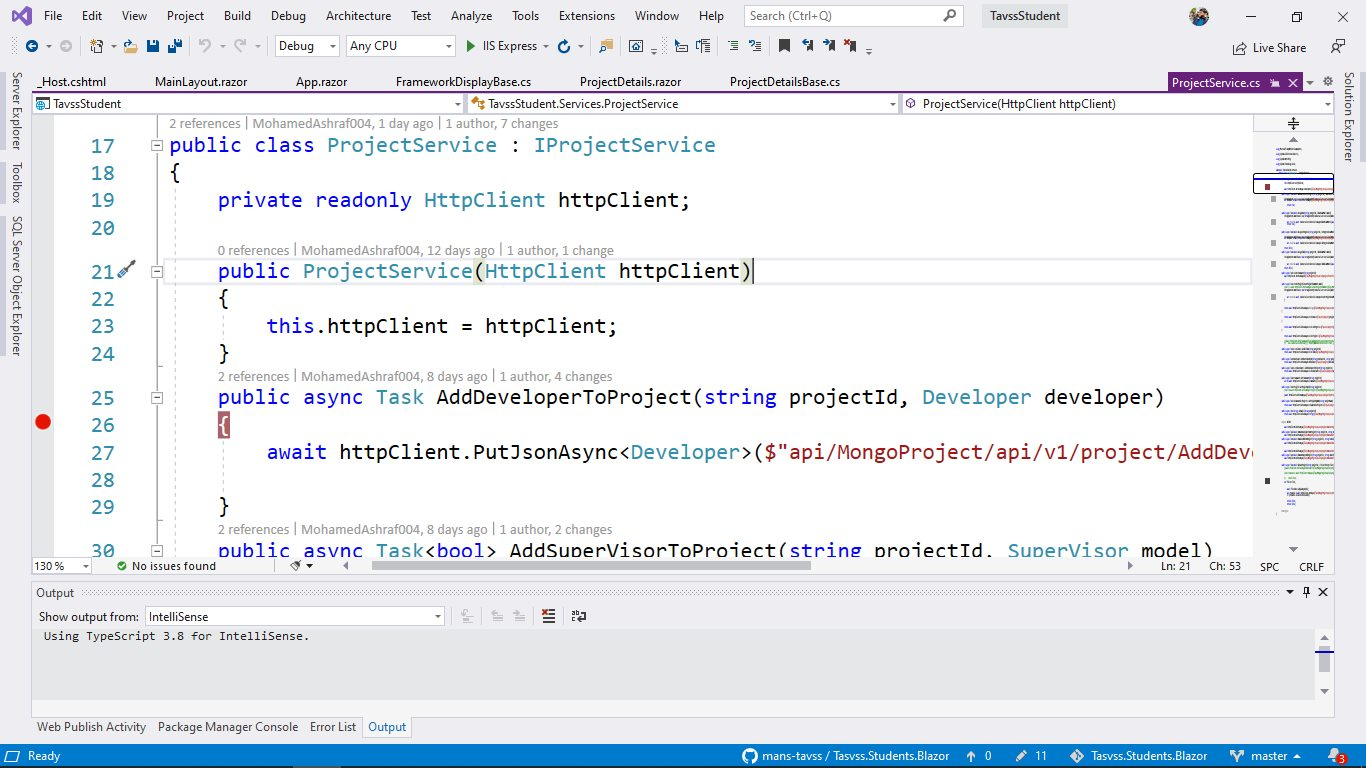 File Edit View Project Build Debug Architecture Test Analyze Tools Extensions Window Help Search (Ctrl+Q) TavssStudent
Debug Any CPU IIS Express Live Share
_Host.cshtml MainLayout.razor App.razor FrameworkDisplayBase.cs ProjectDetails.razor ProjectDetailsBase.cs ProjectService.cs
TavssStudent TavssStudent.Services.ProjectService ProjectService(HttpClient httpClient)
Server Explorer
Toolbox
SQL Server Object Explorer
Solution Explorer
2 references | MohamedAshraf004, 1 day ago | 1 author, 7 changes
17 public class ProjectService : IProjectService
18 {
19 private readonly HttpClient httpClient;
20
0 references | MohamedAshraf004, 12 days ago | 1 author, 1 change
21 public ProjectService(HttpClient httpClient)
22 {
23 this.httpClient = httpClient;
24 }
2 references | MohamedAshraf004, 8 days ago | 1 author, 4 changes
25 public async Task AddDeveloperToProject(string projectId, Developer developer)
26 {
27 await httpClient.PutJsonAsync<Developer>($"api/MongoProject/api/v1/project/AddDeve
28
29 }
2 references | MohamedAshraf004, 8 days ago | 1 author, 2 changes
30 public async Task<bool> AddSuperVisorToProject(string projectId, SuperVisor model)
130 % No issues found Ln: 21 Ch: 53 SPC CRLF
Output
Show output from: IntelliSense
Using TypeScript 3.8 for IntelliSense.
Web Publish Activity Package Manager Console Error List Output
Ready mans-tavss / Tasvss.Students.Blazor 0 11 Tasvss.Students.Blazor master 3